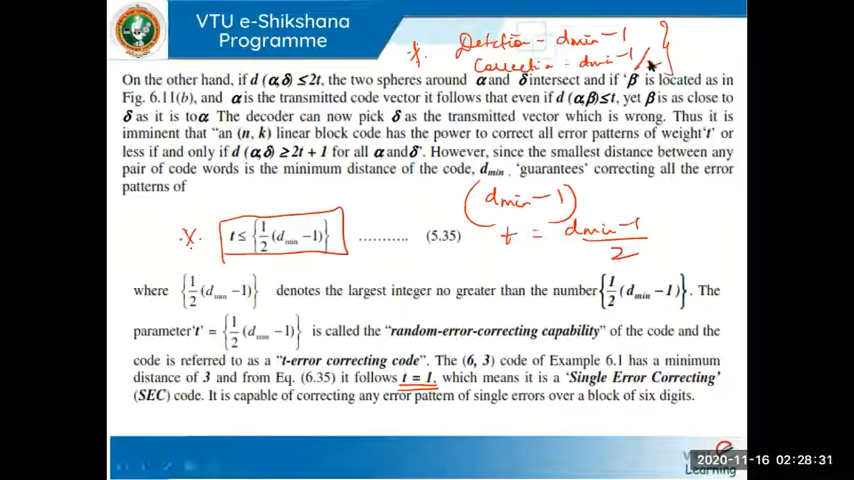 VTU e-Shikshana
Programme
* Detction - dmin-1
Correction = dmin-1/
On the other hand, if d (α,δ) ≤2t, the two spheres around α and δ intersect and if ‘β’ is located as in
Fig. 6.11(b), and α is the transmitted code vector it follows that even if d (α,β)≤t, yet β is as close to
δ as it is to α. The decoder can now pick δ as the transmitted vector which is wrong. Thus it is
imminent that “an (n, k) linear block code has the power to correct all error patterns of weight‘t’ or
less if and only if d (α,δ) ≥ 2t + 1 for all α and δ”. However, since the smallest distance between any
pair of code words is the minimum distance of the code, dmin , ‘guarantees’ correcting all the error
patterns of
(dmin-1)
t ≤ {1/2 (dmin −1)} ........... (5.35)
t = dmin-1/2
where {1/2 (dmin −1)} denotes the largest integer no greater than the number {1/2 (dmin −1)}. The
parameter‘t’ = {1/2 (dmin −1)} is called the “random-error-correcting capability” of the code and the
code is referred to as a “t-error correcting code”. The (6, 3) code of Example 6.1 has a minimum
distance of 3 and from Eq. (6.35) it follows t = 1, which means it is a ‘Single Error Correcting’
(SEC) code. It is capable of correcting any error pattern of single errors over a block of six digits.
2020-11-16 02:28:31
Learning